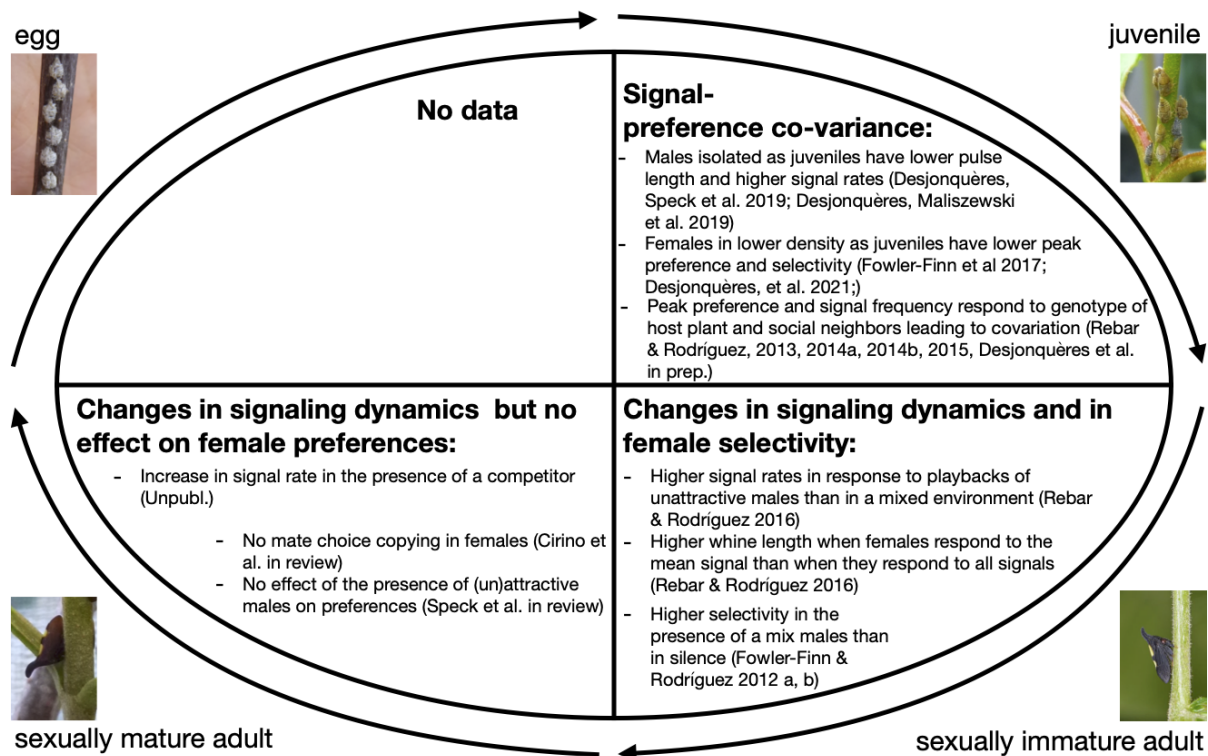 egg
juvenile
No data
Signal-
preference co-variance:
- Males isolated as juveniles have lower pulse
length and higher signal rates (Desjonquères,
Speck et al. 2019; Desjonquères, Maliszewski
et al. 2019)
- Females in lower density as juveniles have lower peak
preference and selectivity (Fowler-Finn et al 2017;
Desjonquères, et al. 2021;)
- Peak preference and signal frequency respond to genotype of
host plant and social neighbors leading to covariation (Rebar
& Rodríguez, 2013, 2014a, 2014b, 2015, Desjonquères et al.
in prep.)
Changes in signaling dynamics but no
effect on female preferences:
- Increase in signal rate in the presence of a competitor
(Unpubl.)
- No mate choice copying in females (Cirino et
al. in review)
- No effect of the presence of (un)attractive
males on preferences (Speck et al. in review)
Changes in signaling dynamics and in
female selectivity:
- Higher signal rates in response to playbacks of
unattractive males than in a mixed environment (Rebar
& Rodríguez 2016)
- Higher whine length when females respond to the
mean signal than when they respond to all signals
(Rebar & Rodríguez 2016)
- Higher selectivity in the
presence of a mix males than
in silence (Fowler-Finn &
Rodríguez 2012 a, b)
sexually mature adult
sexually immature adult